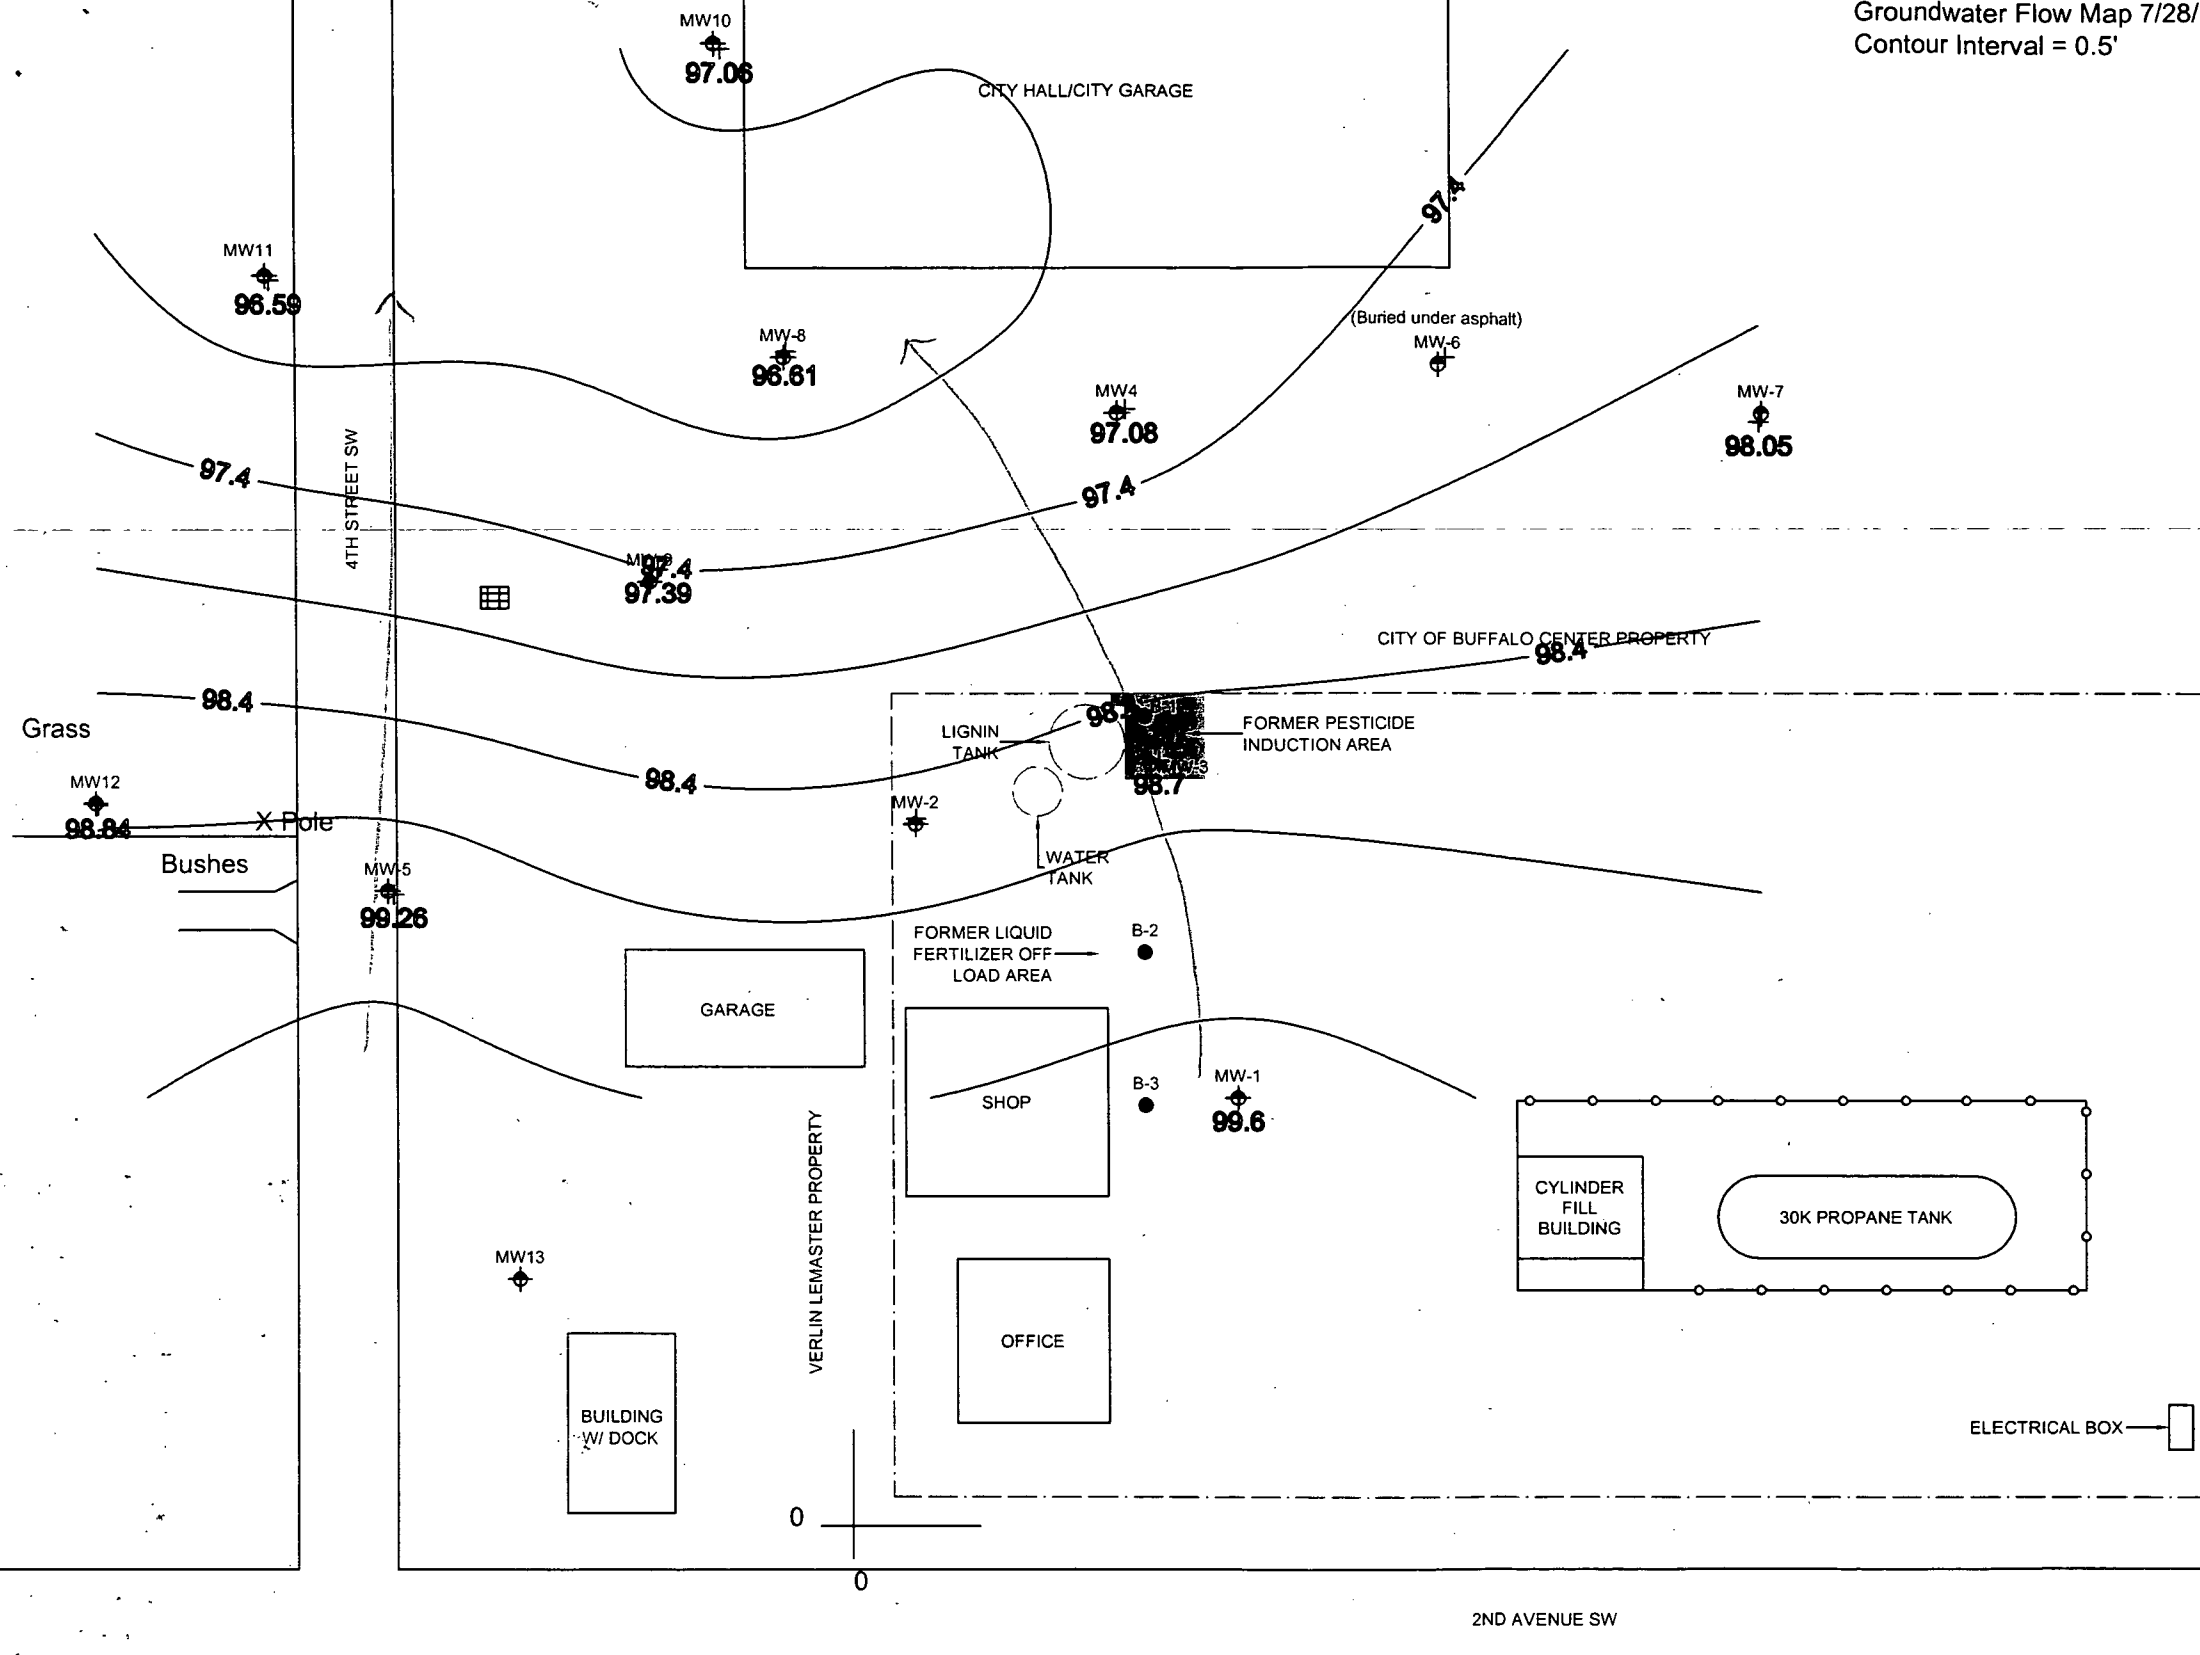 Groundwater Flow Map 7/28/
Contour Interval = 0.5'
MW10
97.06
CITY HALL/CITY GARAGE
97.4
MW11
96.59
(Buried under asphalt)
MW-8
96.61
MW-6
MW4
97.08
MW-7
98.05
4TH STREET SW
97.4
97.4
97.4
97.39
CITY OF BUFFALO CENTER PROPERTY
98.4
98.4
Grass
LIGNIN
TANK
FORMER PESTICIDE
INDUCTION AREA
98.7
98.4
MW12
98.84
X Pole
MW-2
Bushes
WATER
TANK
MW-5
99.26
FORMER LIQUID
FERTILIZER OFF
LOAD AREA
B-2
GARAGE
SHOP
B-3
MW-1
99.6
VERLIN LEMASTER PROPERTY
CYLINDER
FILL
BUILDING
30K PROPANE TANK
MW13
OFFICE
BUILDING
W/ DOCK
ELECTRICAL BOX
0
0
2ND AVENUE SW